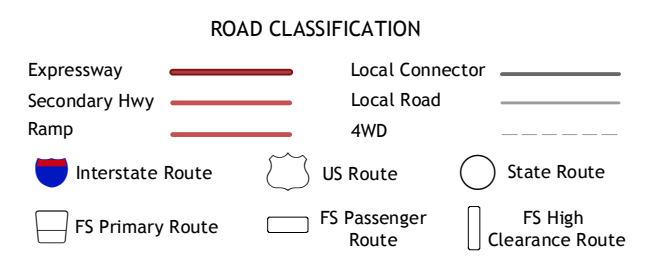 ROAD CLASSIFICATION
Expressway
Local Connector
Secondary Hwy
Local Road
Ramp
4WD
Interstate Route
US Route
State Route
FS Primary Route
FS Passenger
Route
FS High
Clearance Route